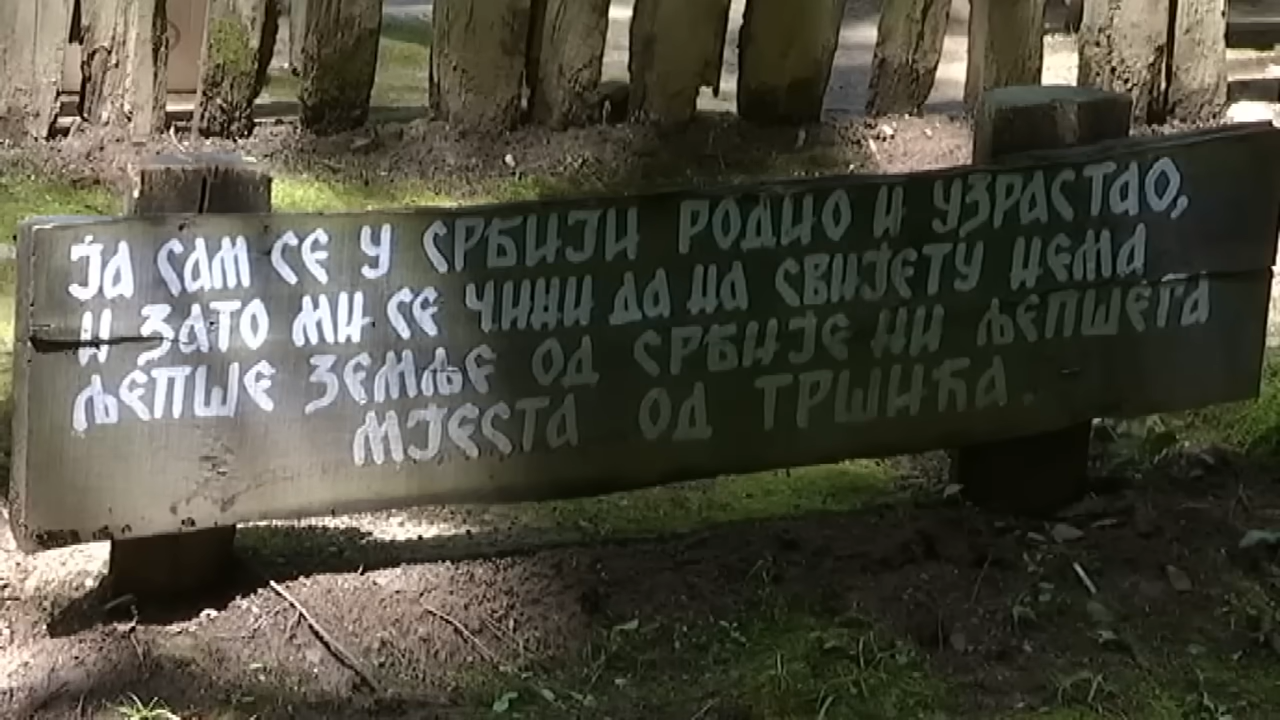 ЈА САМ СЕ У СРБИЈИ РОДИО И УЗРАСТАО,
И ЗАТО МИ СЕ ЧИНИ ДА НА СВИЈЕТУ НЕМА
ЉЕПШЕ ЗЕМЉЕ ОД СРБИЈЕ НИ ЉЕПШЕГА
МЈЕСТА ОД ТРШИЋА.